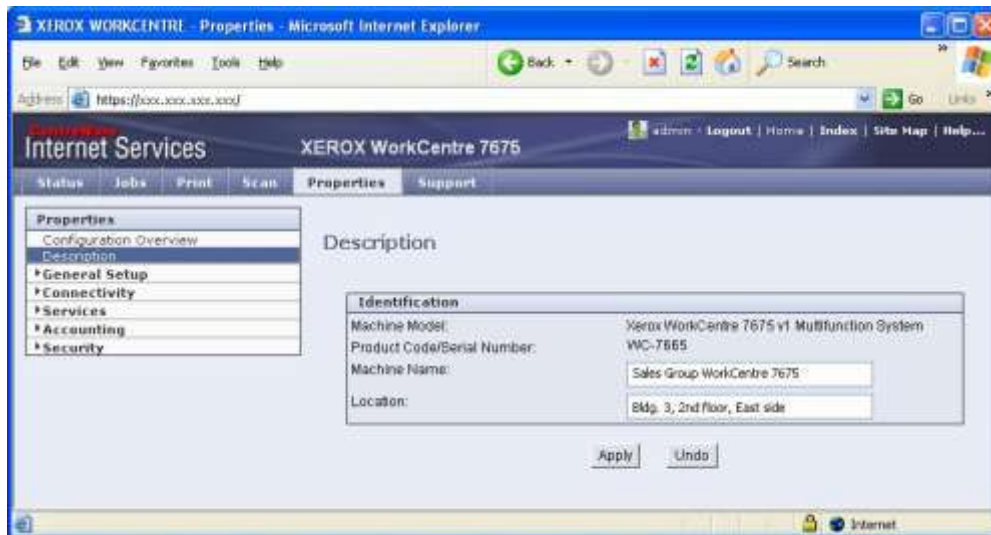 XEROX WORKCENTRE - Properties - Microsoft Internet Explorer
File Edit View Favorites Tools Help
Back Search
Address https://xxx.xxx.xxx.xxx/ Go Links
CentreWare
Internet Services
XEROX WorkCentre 7675
admin - Logout | Home | Index | Site Map | Help...
Status Jobs Print Scan Properties Support
Properties
Configuration Overview
Description
General Setup
Connectivity
Services
Accounting
Security
Description
Identification
Machine Model: Xerox WorkCentre 7675 v1 Multifunction System
Product Code/Serial Number: WC-7665
Machine Name: Sales Group WorkCentre 7675
Location: Bldg. 3, 2nd floor, East side
Apply Undo
Internet